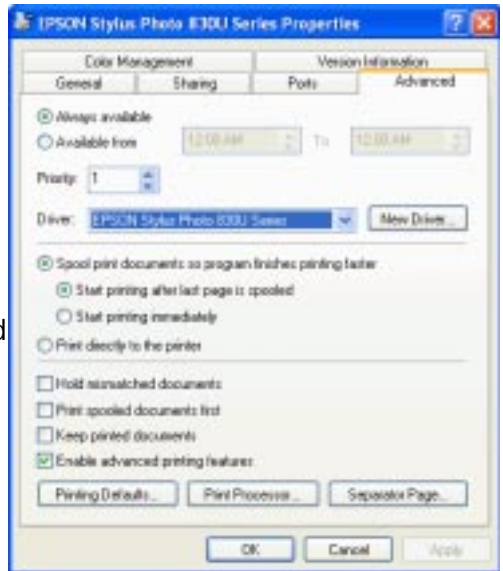 EPSON Stylus Photo 830U Series Properties
Color Management Version Information
General Sharing Ports Advanced
Always available
Available from 12:00 AM To 12:00 AM
Priority: 1
Driver: EPSON Stylus Photo 830U Series New Driver...
Spool print documents so program finishes printing faster
Start printing after last page is spooled
Start printing immediately
d
Print directly to the printer
Hold mismatched documents
Print spooled documents first
Keep printed documents
Enable advanced printing features
Printing Defaults... Print Processor... Separator Page...
OK Cancel Apply